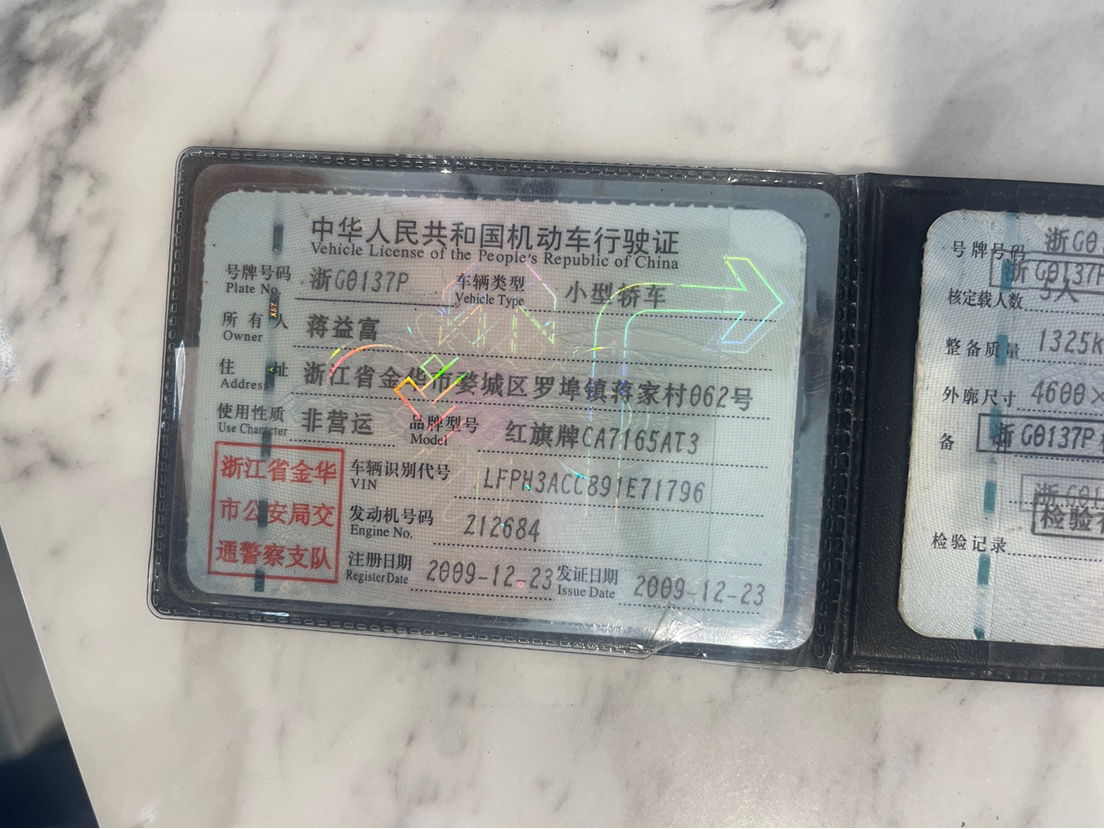 中华人民共和国机动车行驶证
Vehicle License of the People's Republic of China
号牌号码 浙G0137P 车辆类型 小型轿车
Plate No. Vehicle Type
所有人 蒋益富
Owner
住址 浙江省金华市婺城区罗埠镇蒋家村062号
Address
使用性质 非营运 品牌型号 红旗牌CA7165AT3
Use Character Model
浙江省金华
市公安局交
通警察支队
车辆识别代号 LFPH3ACC891E71796
VIN
发动机号码 212684
Engine No.
注册日期 2009-12-23 发证日期 2009-12-23
Register Date Issue Date
号牌号码 浙G0
浙G0137P
核定载人数 5人
整备质量 1325K
外廓尺寸 4600×
备 浙G0137P
浙G01
检验有
检验记录